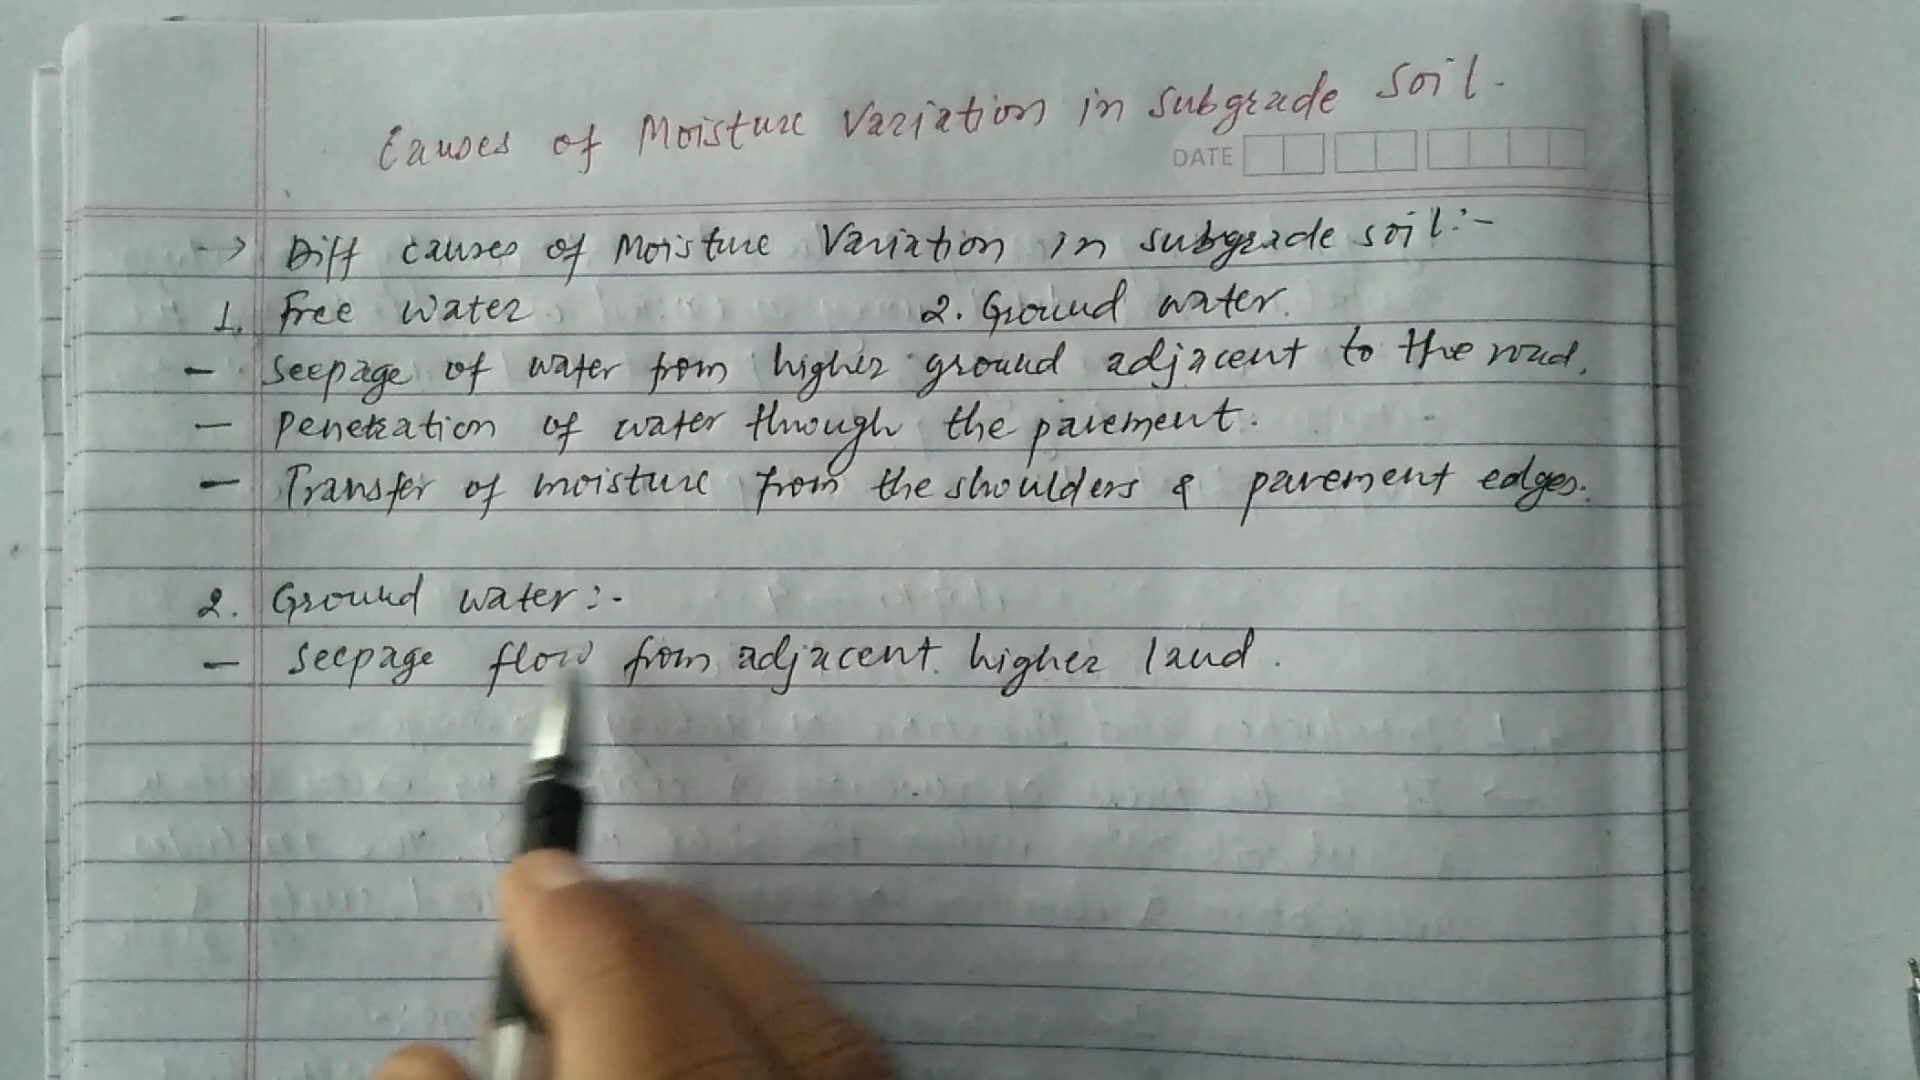 Causes of Moisture Variation in subgrade soil.
DATE
→ Diff causes of Moisture Variation in subgrade soil:-
1. Free water 2. Ground water.
- Seepage of water from higher ground adjacent to the road.
- Penetration of water through the pavement.
- Transfer of moisture from the shoulders & pavement edges.
2. Ground water:-
- Seepage flow from adjacent higher land.